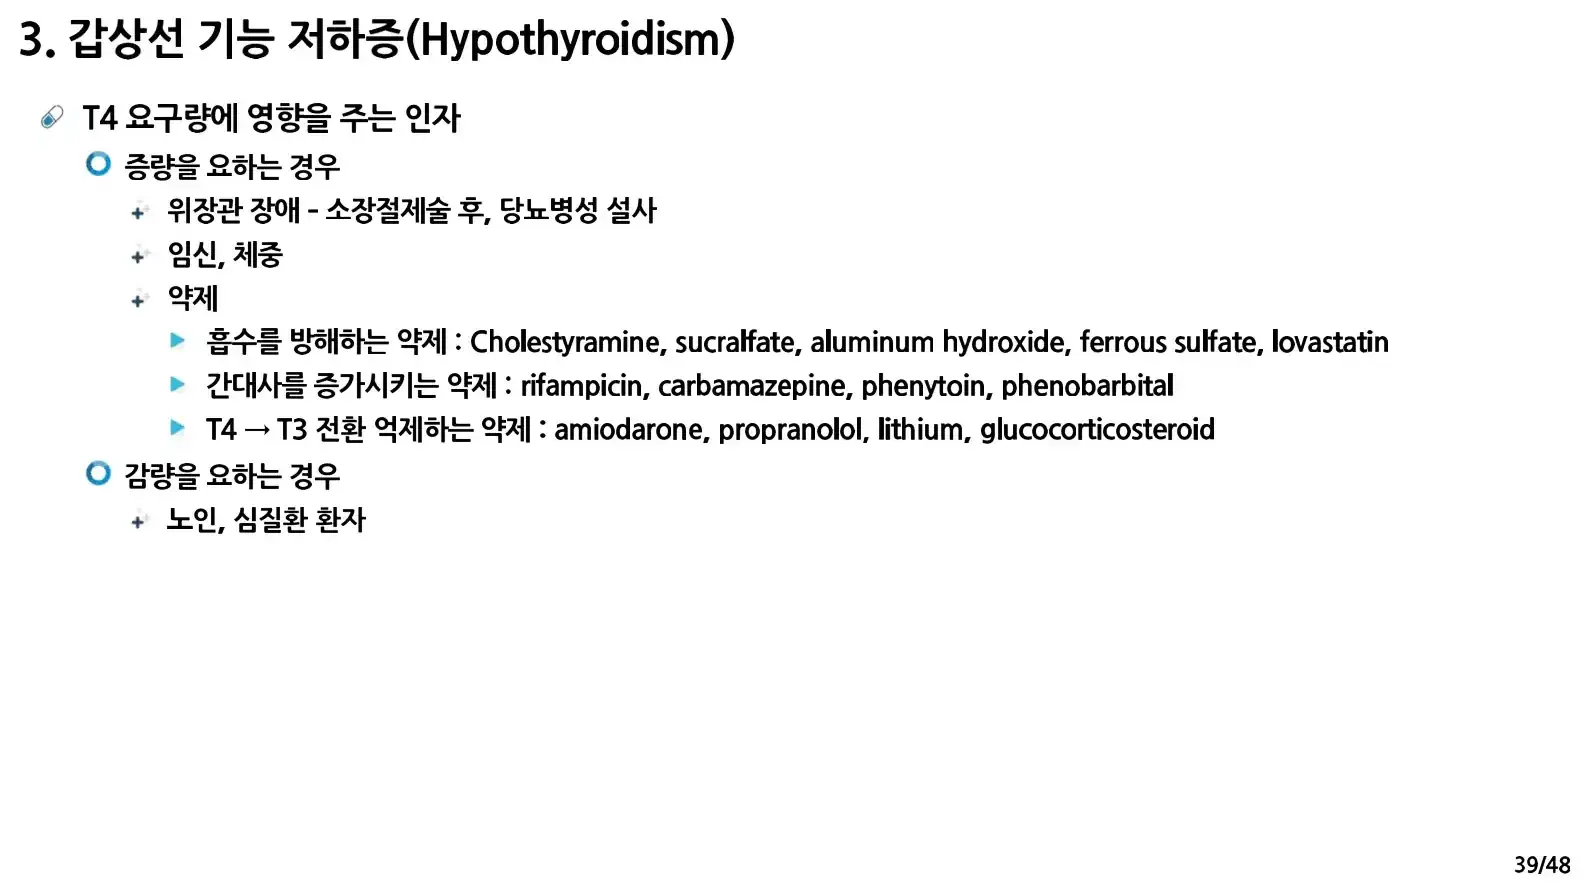 3. 갑상선 기능 저하증(Hypothyroidism)
T4 요구량에 영향을 주는 인자
증량을 요하는 경우
위장관 장애 – 소장절제술 후, 당뇨병성 설사
임신, 체중
약제
흡수를 방해하는 약제 : Cholestyramine, sucralfate, aluminum hydroxide, ferrous sulfate, lovastatin
간대사를 증가시키는 약제 : rifampicin, carbamazepine, phenytoin, phenobarbital
T4 → T3 전환 억제하는 약제 : amiodarone, propranolol, lithium, glucocorticosteroid
감량을 요하는 경우
노인, 심질환 환자
39/48